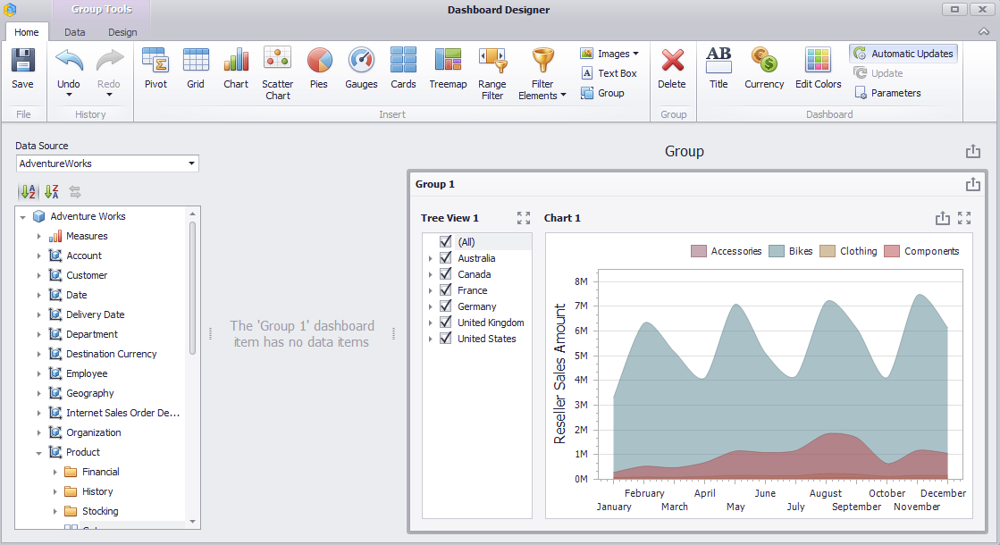 Group Tools
Dashboard Designer
Home Data Design
Save
Undo
Redo
Pivot
Grid
Chart
Scatter Chart
Pies
Gauges
Cards
Treemap
Range Filter
Filter Elements
Images
Text Box
Group
Delete
AB
Title
Currency
Edit Colors
Automatic Updates
Update
Parameters
File
History
Insert
Group
Dashboard
Data Source
AdventureWorks
Adventure Works
Measures
Account
Customer
Date
Delivery Date
Department
Destination Currency
Employee
Geography
Internet Sales Order De...
Organization
Product
Financial
History
Stocking
The 'Group 1' dashboard
item has no data items
Group
Group 1
Tree View 1
(All)
Australia
Canada
France
Germany
United Kingdom
United States
Chart 1
Accessories Bikes Clothing Components
Reseller Sales Amount
8M
7M
6M
5M
4M
3M
2M
1M
0M
February April June August October December
January March May July September November